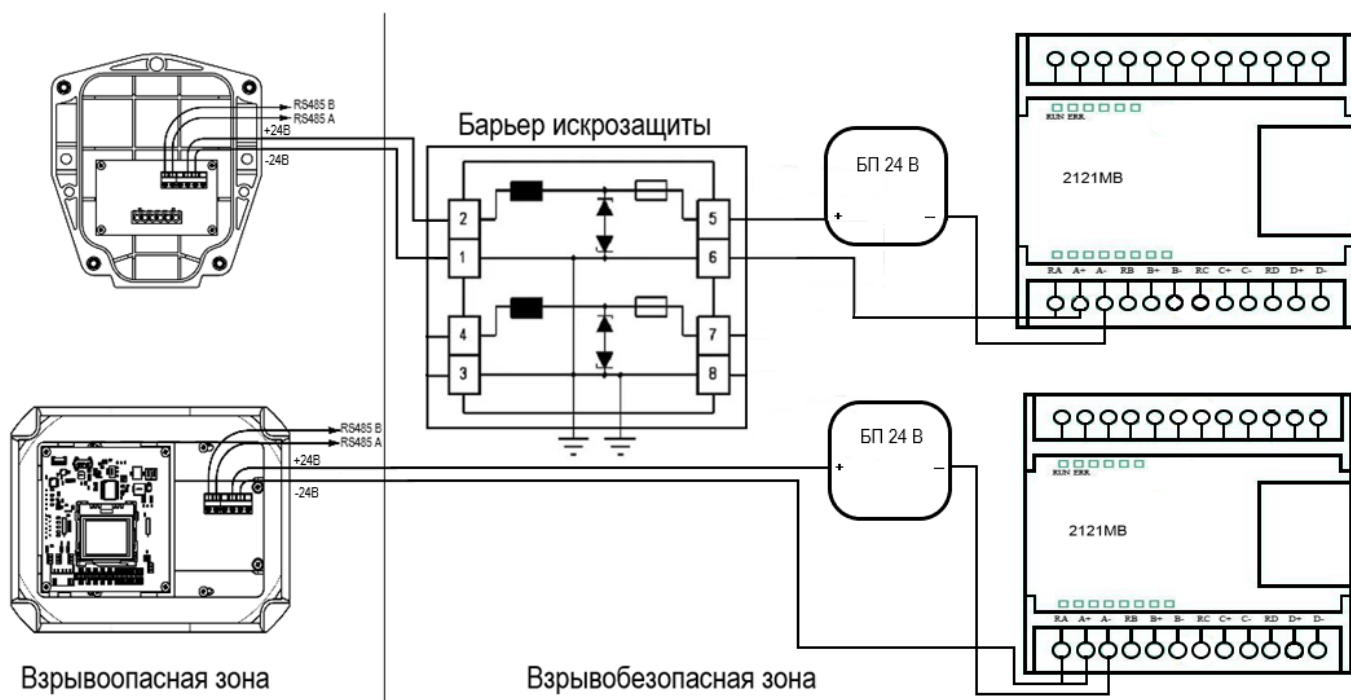 RS485 B
RS485 A
+24В
-24В
Барьер искрозащиты
2
1
4
3
5
6
7
8
БП 24 В
+ –
RUN ERR
2121МВ
RA A+ A- RB B+ B- RC C+ C- RD D+ D-
RS485 B
RS485 A
+24В
-24В
БП 24 В
+ –
RUN ERR
2121МВ
RA A+ A- RB B+ B- RC C+ C- RD D+ D-
Взрывоопасная зона
Взрывобезопасная зона